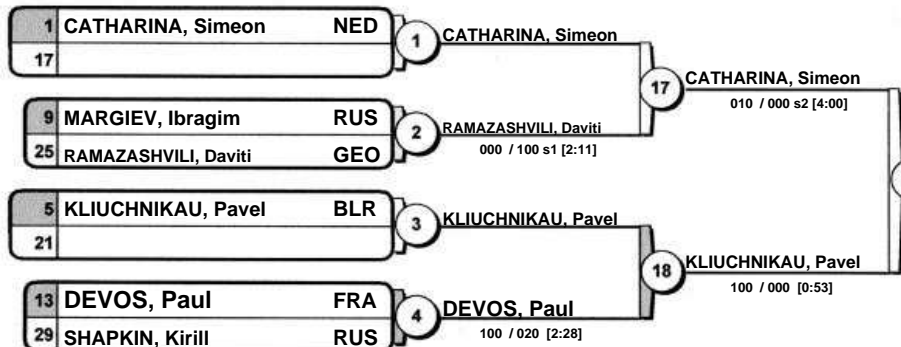 1 CATHARINA, Simeon NED
17
1
CATHARINA, Simeon
9 MARGIEV, Ibragim RUS
25 RAMAZASHVILI, Daviti GEO
2
RAMAZASHVILI, Daviti
000 / 100 s1 [2:11]
17
CATHARINA, Simeon
010 / 000 s2 [4:00]
5 KLIUCHNIKAU, Pavel BLR
21
3
KLIUCHNIKAU, Pavel
13 DEVOS, Paul FRA
29 SHAPKIN, Kirill RUS
4
DEVOS, Paul
100 / 020 [2:28]
18
KLIUCHNIKAU, Pavel
100 / 000 [0:53]